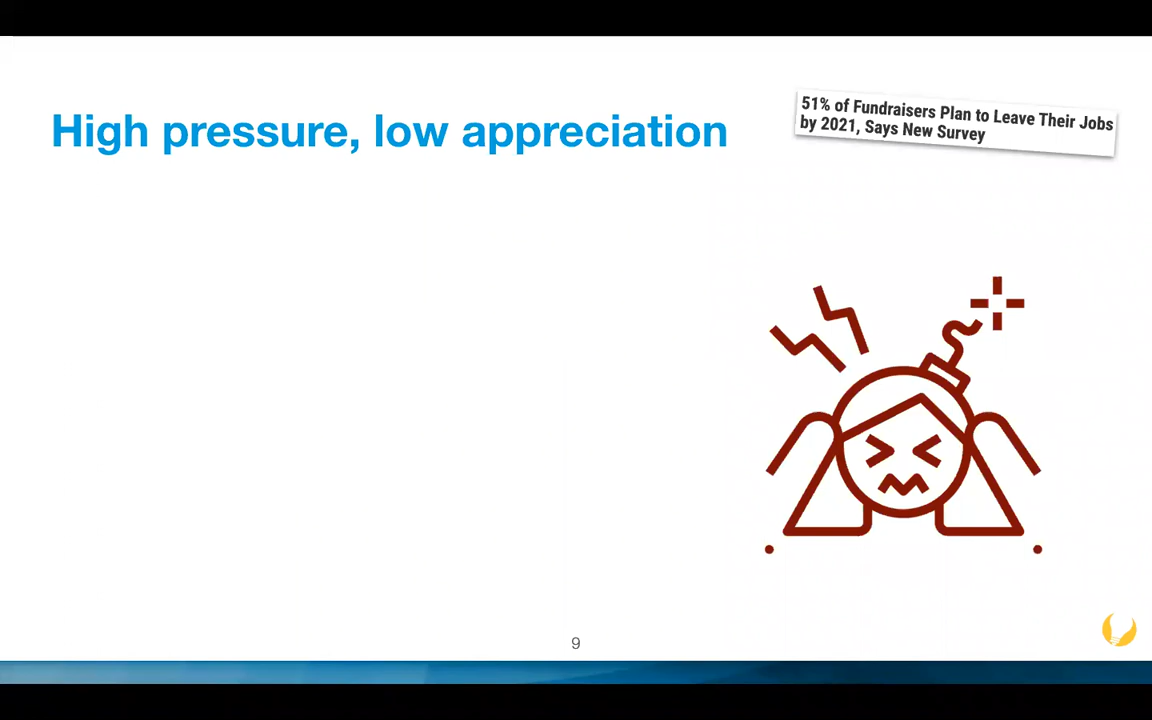 High pressure, low appreciation
51% of Fundraisers Plan to Leave Their Jobs
by 2021, Says New Survey
9